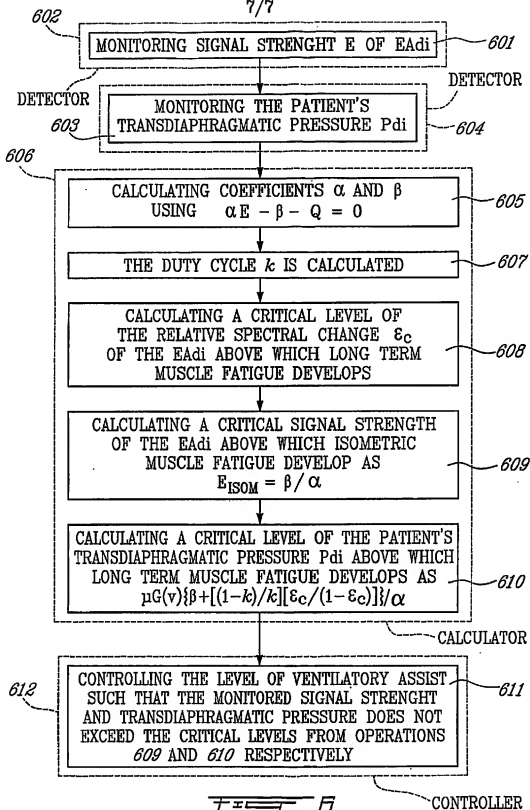 7/7
602
MONITORING SIGNAL STRENGHT E OF EAdi
601
DETECTOR
DETECTOR
MONITORING THE PATIENT'S
TRANSDIAPHRAGMATIC PRESSURE Pdi
603
604
606
CALCULATING COEFFICIENTS α AND β
USING αE - β - Q = 0
605
THE DUTY CYCLE k IS CALCULATED
607
CALCULATING A CRITICAL LEVEL OF
THE RELATIVE SPECTRAL CHANGE εc
OF THE EAdi ABOVE WHICH LONG TERM
MUSCLE FATIGUE DEVELOPS
608
CALCULATING A CRITICAL SIGNAL STRENGTH
OF THE EAdi ABOVE WHICH ISOMETRIC
MUSCLE FATIGUE DEVELOP AS
EISOM = β/α
609
CALCULATING A CRITICAL LEVEL OF THE PATIENT'S
TRANSDIAPHRAGMATIC PRESSURE Pdi ABOVE WHICH
LONG TERM MUSCLE FATIGUE DEVELOPS AS
μG(v){β+[(1-k)/k][εc/(1-εc)]}/α
610
CALCULATOR
612
CONTROLLING THE LEVEL OF VENTILATORY ASSIST
SUCH THAT THE MONITORED SIGNAL STRENGHT
AND TRANSDIAPHRAGMATIC PRESSURE DOES NOT
EXCEED THE CRITICAL LEVELS FROM OPERATIONS
609 AND 610 RESPECTIVELY
611
CONTROLLER